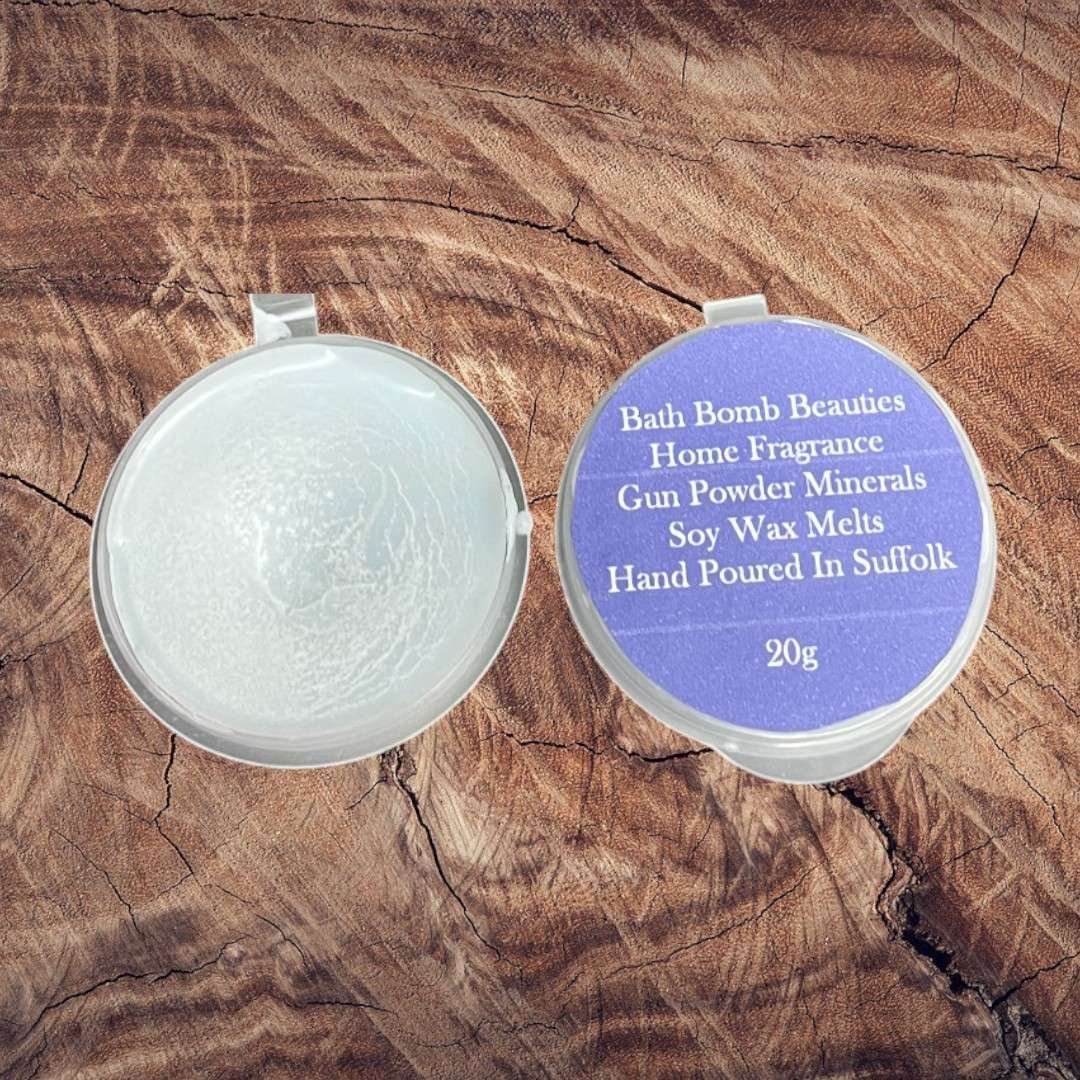 Bath Bomb Beauties
Home Fragrance
Gun Powder Minerals
Soy Wax Melts
Hand Poured In Suffolk
20g